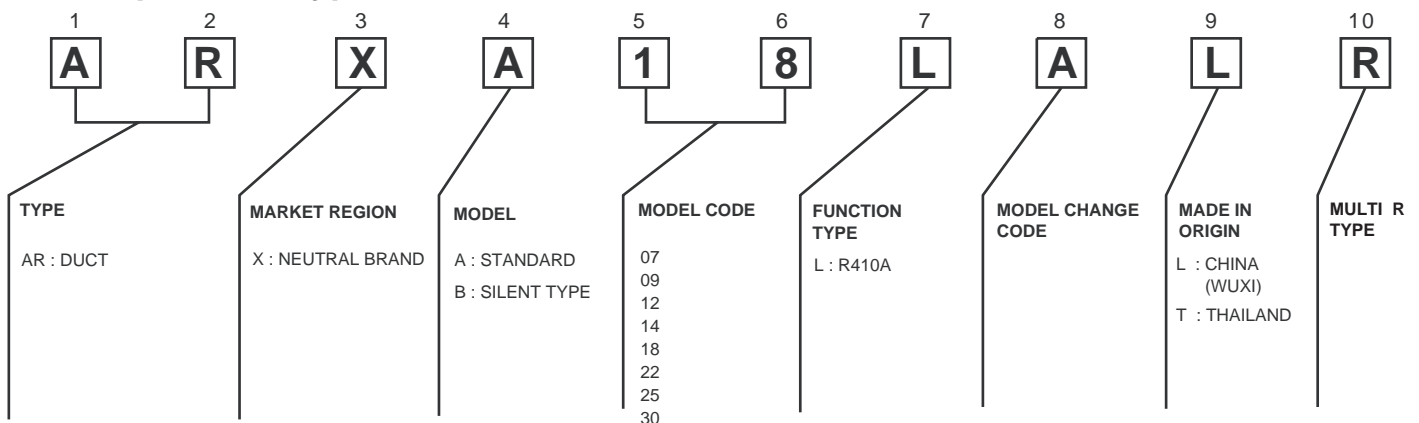 1 2 3 4 5 6 7 8 9 10
A R X A 1 8 L A L R
TYPE
AR : DUCT
MARKET REGION
X : NEUTRAL BRAND
MODEL
A : STANDARD
B : SILENT TYPE
MODEL CODE
07
09
12
14
18
22
25
30
FUNCTION
TYPE
L : R410A
MODEL CHANGE
CODE
MADE IN
ORIGIN
L : CHINA
(WUXI)
T : THAILAND
MULTI R
TYPE